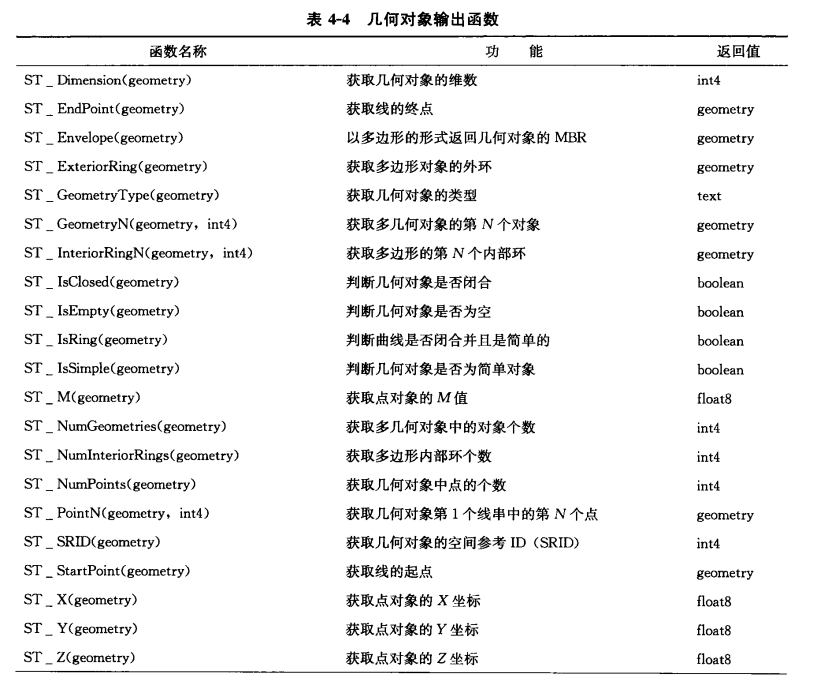 表 4-4 几何对象输出函数
函数名称 功 能 返回值
ST _ Dimension(geometry) 获取几何对象的维数 int4
ST _ EndPoint(geometry) 获取线的终点 geometry
ST _ Envelope(geometry) 以多边形的形式返回几何对象的 MBR geometry
ST _ ExteriorRing(geometry) 获取多边形对象的外环 geometry
ST _ GeometryType(geometry) 获取几何对象的类型 text
ST _ GeometryN(geometry，int4) 获取多几何对象的第 N 个对象 geometry
ST _ InteriorRingN(geometry，int4) 获取多边形的第 N 个内部环 geometry
ST _ IsClosed(geometry) 判断几何对象是否闭合 boolean
ST _ IsEmpty(geometry) 判断几何对象是否为空 boolean
ST _ IsRing(geometry) 判断曲线是否闭合并且是简单的 boolean
ST _ IsSimple(geometry) 判断几何对象是否为简单对象 boolean
ST _ M(geometry) 获取点对象的 M 值 float8
ST _ NumGeometries(geometry) 获取多几何对象中的对象个数 int4
ST _ NumInteriorRings(geometry) 获取多边形内部环个数 int4
ST _ NumPoints(geometry) 获取几何对象中点的个数 int4
ST _ PointN(geometry，int4) 获取几何对象第 1 个线串中的第 N 个点 geometry
ST _ SRID(geometry) 获取几何对象的空间参考 ID（SRID） int4
ST _ StartPoint(geometry) 获取线的起点 geometry
ST _ X(geometry) 获取点对象的 X 坐标 float8
ST _ Y(geometry) 获取点对象的 Y 坐标 float8
ST _ Z(geometry) 获取点对象的 Z 坐标 float8